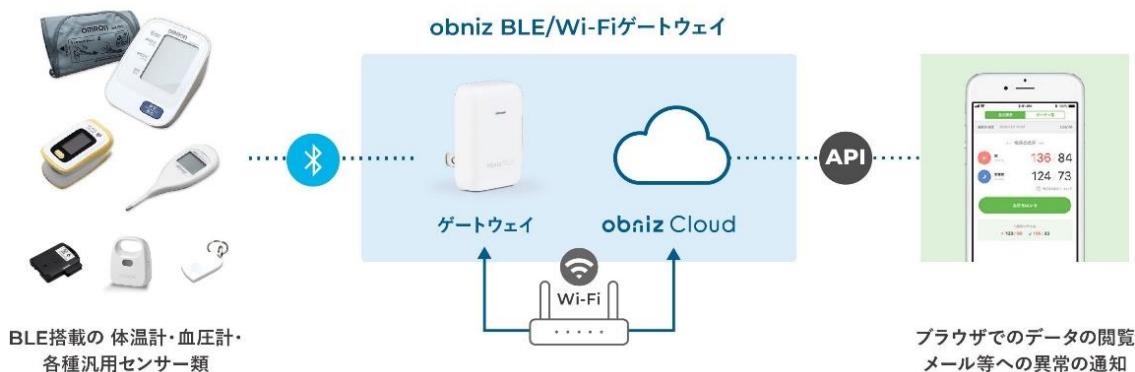 obniz BLE/Wi-Fiゲートウェイ
OMRON
OMRON
API
136 84
124 73
ゲートウェイ
obniz Cloud
Wi-Fi
BLE搭載の 体温計・血圧計・
各種汎用センサー類
ブラウザでのデータの閲覧
メール等への異常の通知